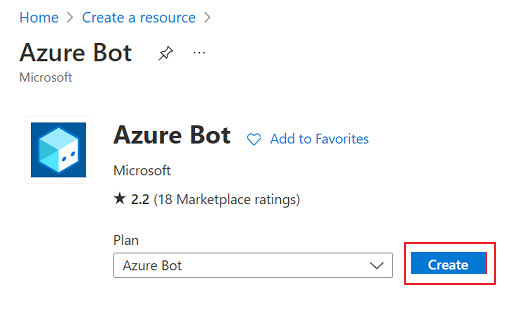 Home > Create a resource >
Azure Bot ...
Microsoft
Azure Bot Add to Favorites
Microsoft
★ 2.2 (18 Marketplace ratings)
Plan
Azure Bot Create